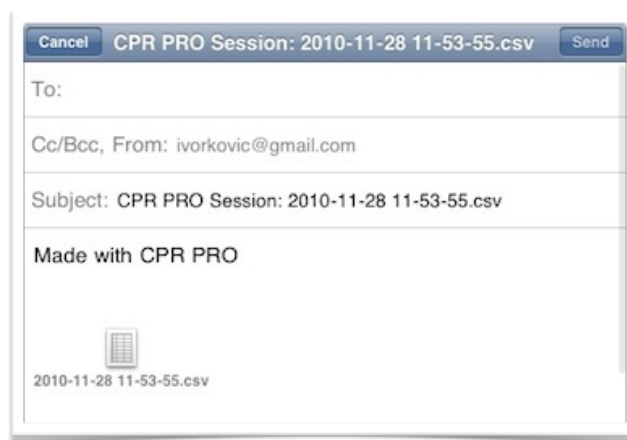 Cancel CPR PRO Session: 2010-11-28 11-53-55.csv Send
To:
Cc/Bcc, From: ivorkovic@gmail.com
Subject: CPR PRO Session: 2010-11-28 11-53-55.csv
Made with CPR PRO
2010-11-28 11-53-55.csv